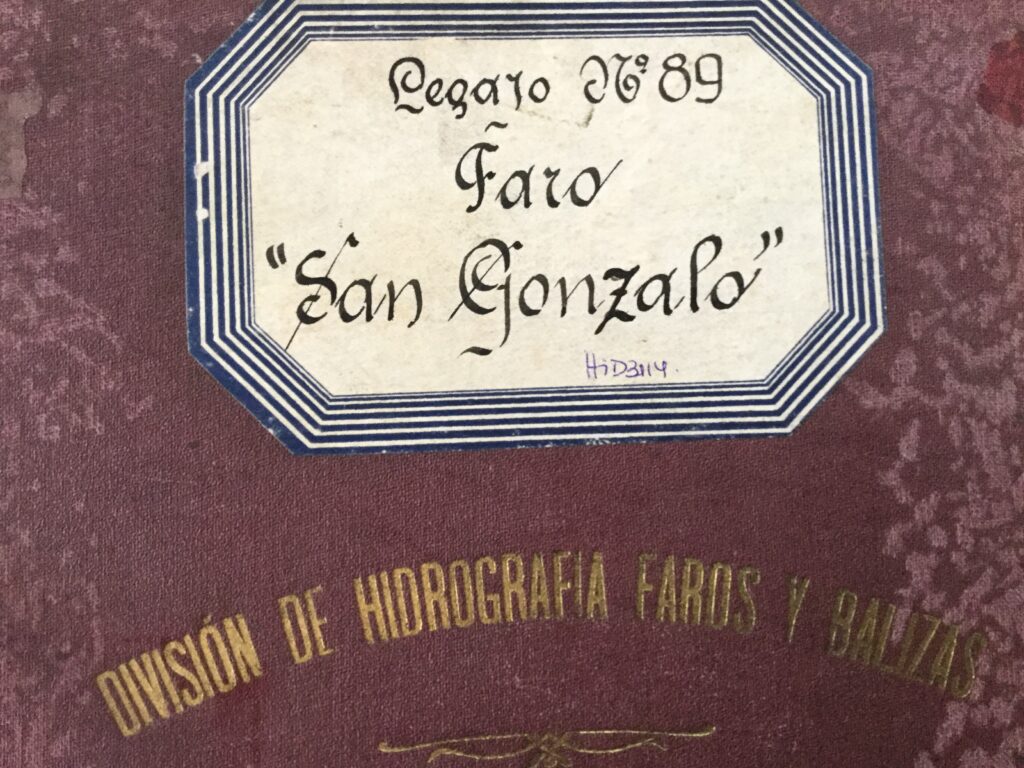 Legajo Nº 89
Faro
"San Gonzalo"
HiD3114.
DIVISIÓN DE HIDROGRAFIA FAROS Y BALIZAS